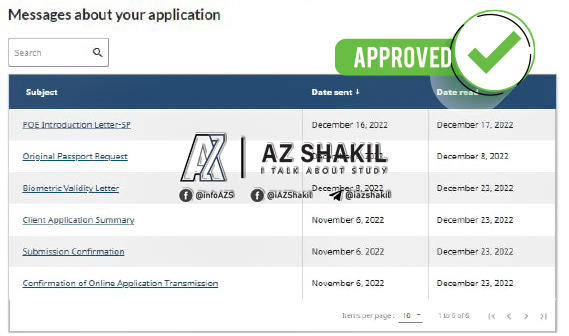 Messages about your application
Search
APPROVED
Subject Date sent ↓ Date read
POE Introduction Letter-SP December 16, 2022 December 17, 2022
Original Passport Request December 8, 2022
Biometric Validity Letter December 8, 2022 December 23, 2022
Client Application Summary November 6, 2022 December 23, 2022
Submission Confirmation November 6, 2022 December 23, 2022
Confirmation of Online Application Transmission November 6, 2022 December 23, 2022
AZ AZ SHAKIL
I TALK ABOUT STUDY
@infoAZS @iAZShakil @iazshakil
Items per page: 10 1 to 6 of 6